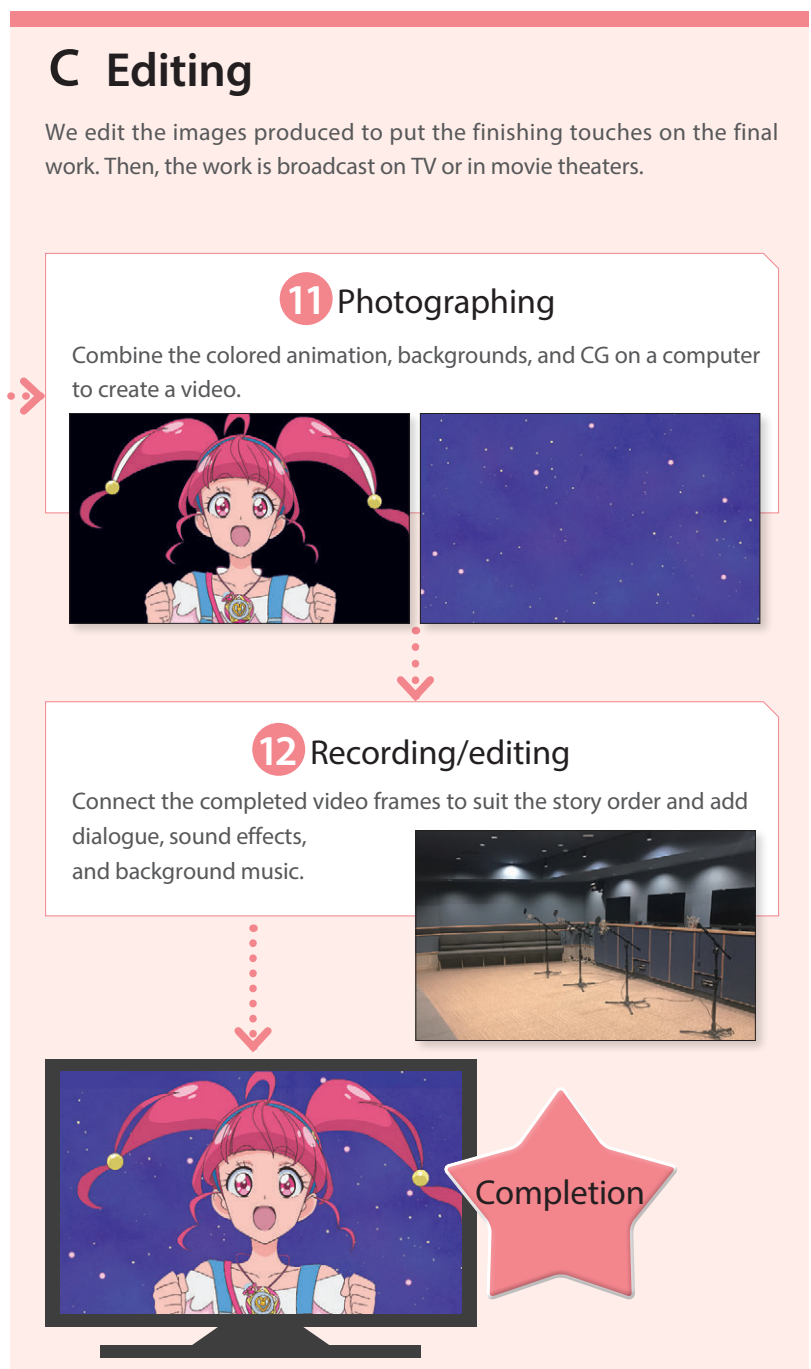 C Editing
We edit the images produced to put the finishing touches on the final
work. Then, the work is broadcast on TV or in movie theaters.
11 Photographing
Combine the colored animation, backgrounds, and CG on a computer
to create a video.
12 Recording/editing
Connect the completed video frames to suit the story order and add
dialogue, sound effects,
and background music.
Completion